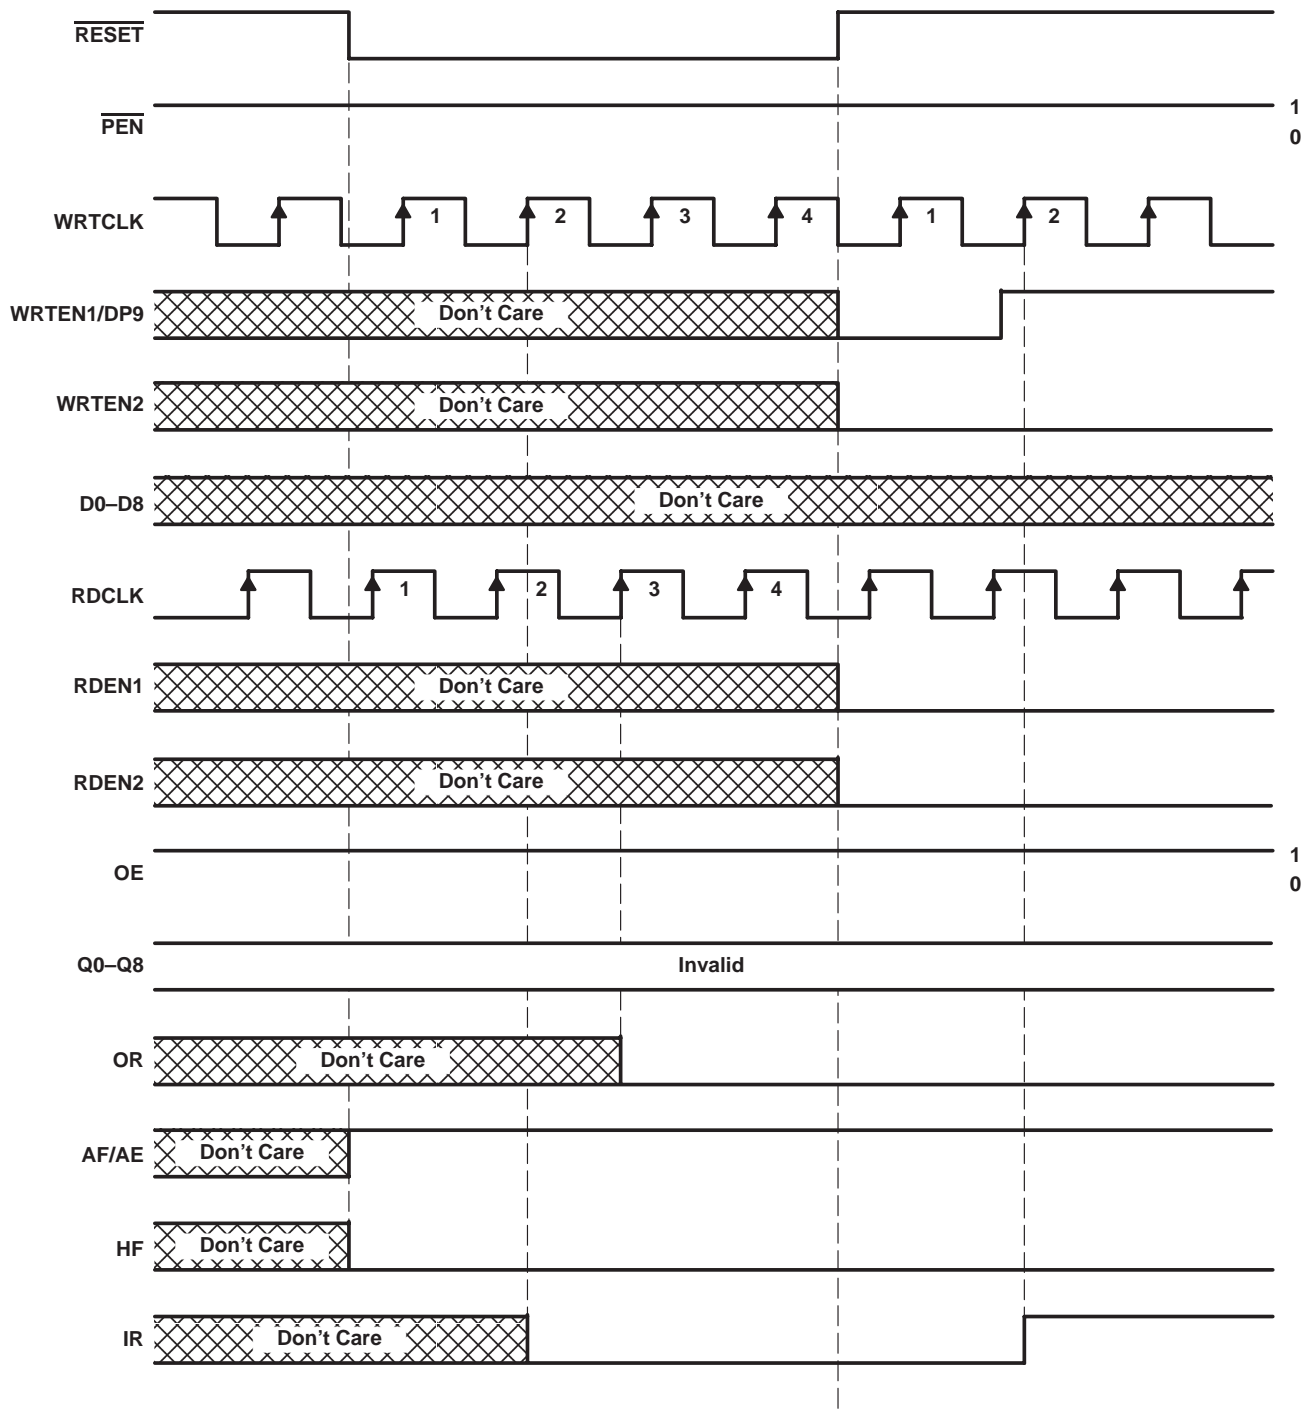 RESET
PEN
1
0
WRTCLK
1 2 3 4 1 2
WRTEN1/DP9
Don't Care
WRTEN2
Don't Care
D0–D8
Don't Care
RDCLK
1 2 3 4
RDEN1
Don't Care
RDEN2
Don't Care
OE
1
0
Q0–Q8
Invalid
OR
Don't Care
AF/AE
Don't Care
HF
Don't Care
IR
Don't Care